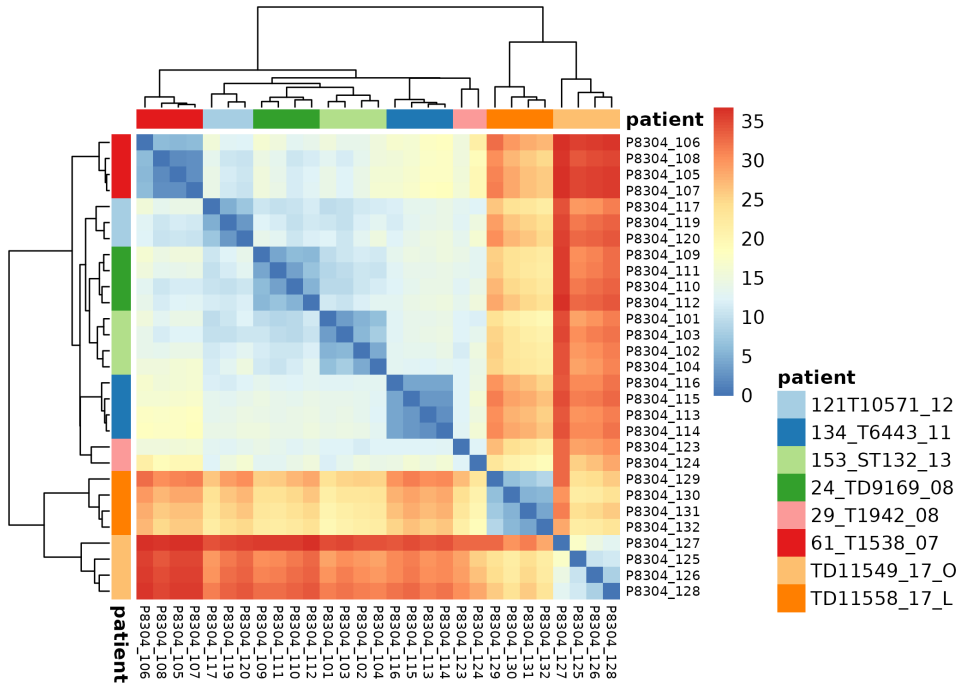 patient
P8304_106
P8304_108
P8304_105
P8304_107
P8304_117
P8304_119
P8304_120
P8304_109
P8304_111
P8304_110
P8304_112
P8304_101
P8304_103
P8304_102
P8304_104
P8304_116
P8304_115
P8304_113
P8304_114
P8304_123
P8304_124
P8304_129
P8304_130
P8304_131
P8304_132
P8304_127
P8304_125
P8304_126
P8304_128
35
30
25
20
15
10
5
0
patient
121T10571_12
134_T6443_11
153_ST132_13
24_TD9169_08
29_T1942_08
61_T1538_07
TD11549_17_O
TD11558_17_L
patient
P8304_106
P8304_108
P8304_105
P8304_107
P8304_117
P8304_119
P8304_120
P8304_109
P8304_111
P8304_110
P8304_112
P8304_101
P8304_103
P8304_102
P8304_104
P8304_116
P8304_115
P8304_113
P8304_114
P8304_123
P8304_124
P8304_129
P8304_130
P8304_131
P8304_132
P8304_127
P8304_125
P8304_126
P8304_128